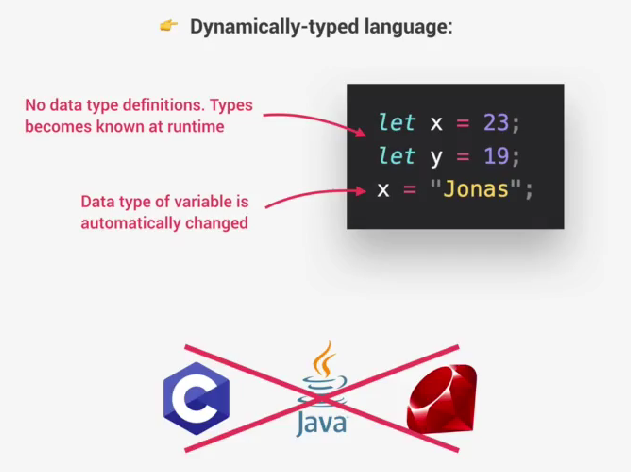 Dynamically-typed language:
No data type definitions. Types
becomes known at runtime
let x = 23;
let y = 19;
x = "Jonas";
Data type of variable is
automatically changed
C
Java